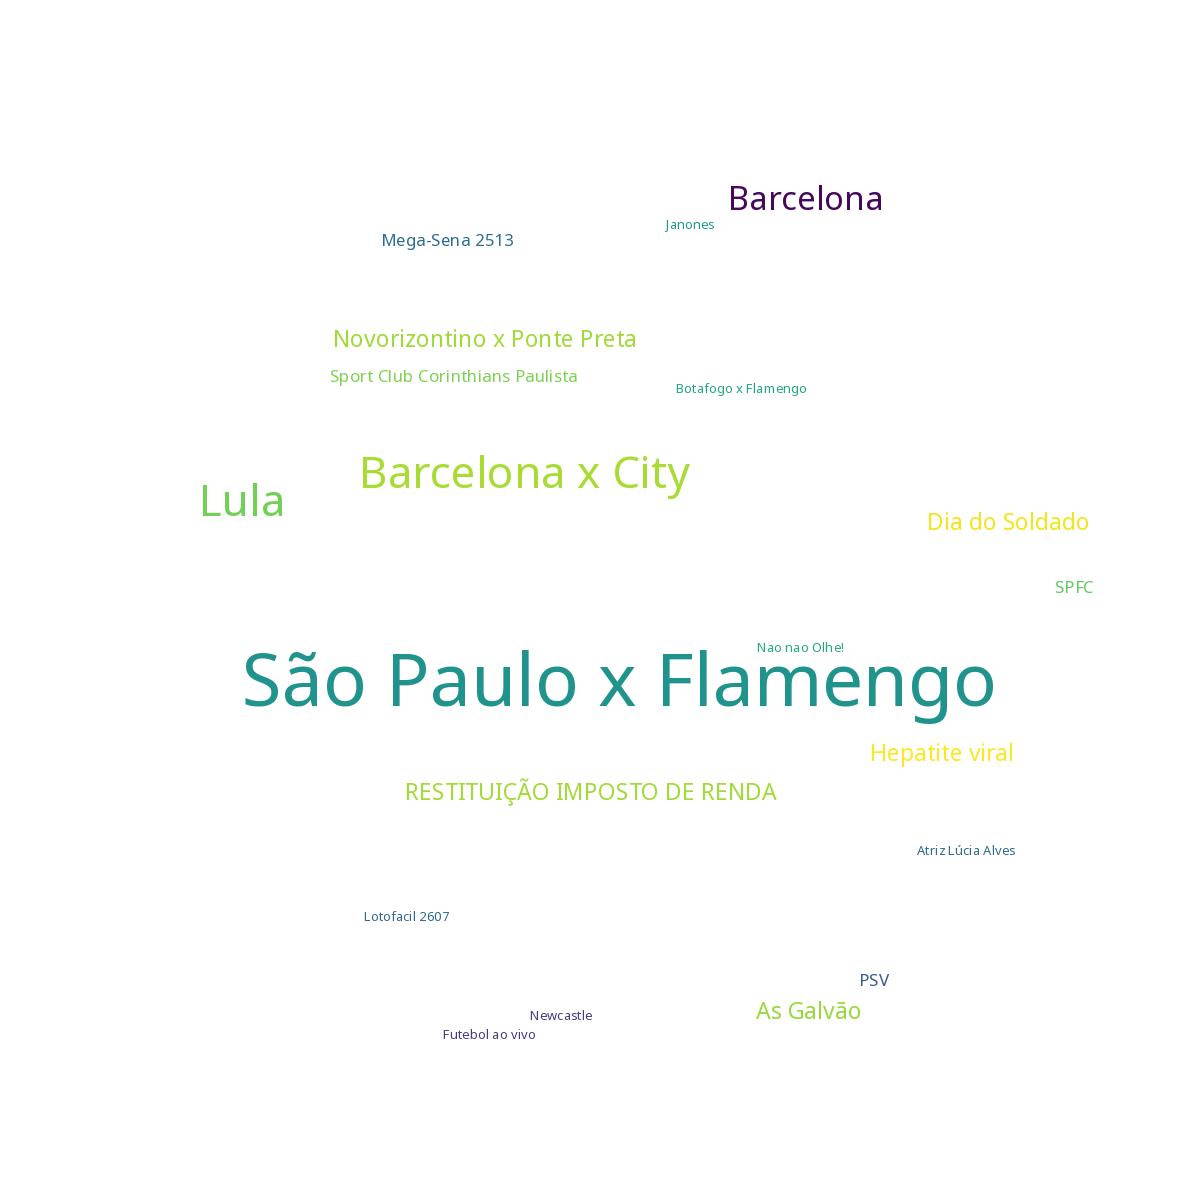 Barcelona
Janones
Mega-Sena 2513
Novorizontino x Ponte Preta
Sport Club Corinthians Paulista
Botafogo x Flamengo
Barcelona x City
Lula
Dia do Soldado
SPFC
Nao nao Olhe!
São Paulo x Flamengo
Hepatite viral
RESTITUIÇÃO IMPOSTO DE RENDA
Atriz Lúcia Alves
Lotofacil 2607
PSV
As Galvão
Newcastle
Futebol ao vivo